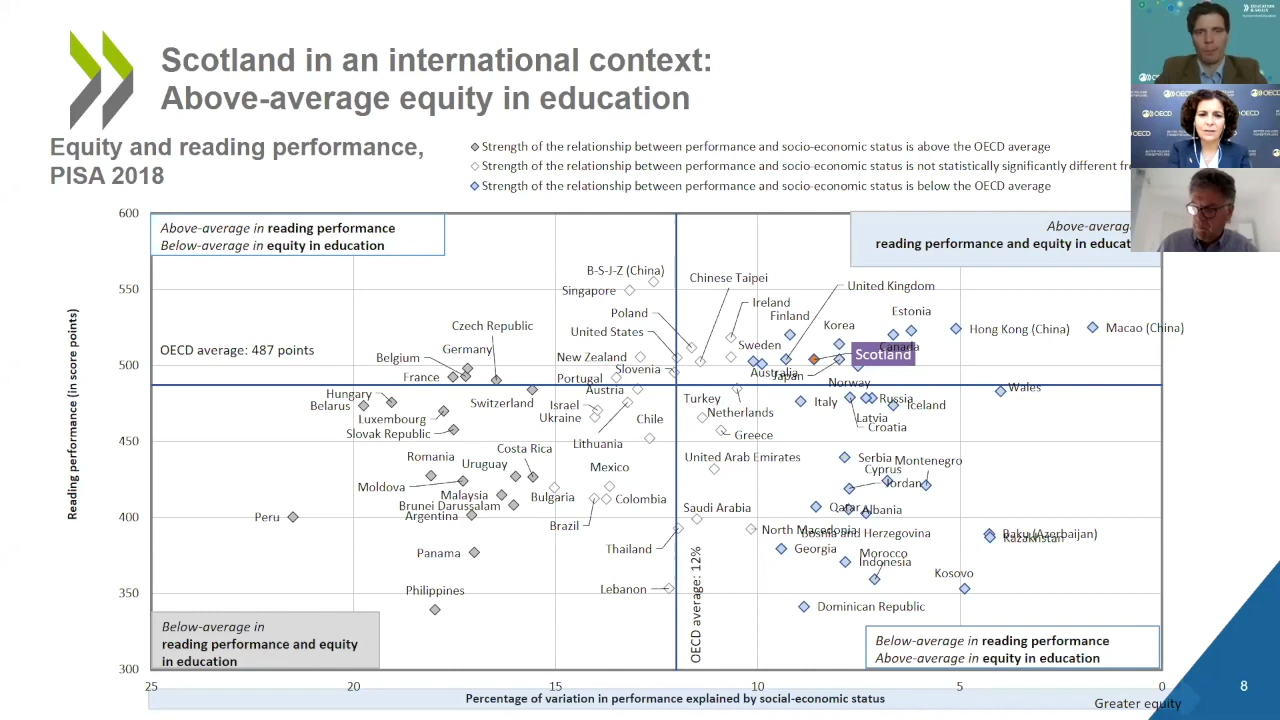 Scotland in an international context:
Above-average equity in education
Equity and reading performance,
PISA 2018
Strength of the relationship between performance and socio-economic status is above the OECD average
Strength of the relationship between performance and socio-economic status is not statistically significantly different
Strength of the relationship between performance and socio-economic status is below the OECD average
Above-average in reading performance
Below-average in equity in education
reading performance and equity in
Reading performance (in score points)
600
550
500
450
400
350
300
OECD average: 487 points
OECD average: 12%
B-S-J-Z (China)
Singapore
Chinese Taipei
United Kingdom
Ireland
Poland
Finland
Estonia
Czech Republic
United States
Sweden
Korea
Hong Kong (China)
Macao (China)
Germany
Belgium
New Zealand
Slovenia
Canada
Scotland
France
Portugal
Australia
Japan
Hungary
Austria
Norway
Wales
Belarus
Switzerland
Israel
Turkey
Italy
Russia
Iceland
Luxembourg
Ukraine
Chile
Netherlands
Latvia
Slovak Republic
Lithuania
Greece
Croatia
Costa Rica
Romania
Uruguay
Mexico
United Arab Emirates
Serbia
Montenegro
Cyprus
Moldova
Jordan
Malaysia
Bulgaria
Colombia
Brunei Darussalam
Saudi Arabia
Qatar
Albania
Argentina
Peru
Brazil
North Macedonia
Bosnia and Herzegovina
Baku (Azerbaijan)
Kazakhstan
Panama
Thailand
Georgia
Morocco
Indonesia
Philippines
Lebanon
Kosovo
Dominican Republic
Below-average in
reading performance and equity
in education
Below-average in reading performance
Above-average in equity in education
25
20
15
10
5
0
Percentage of variation in performance explained by social-economic status
Greater equity
8
EDUCATION
& SKILLS
OECD
OECD
OECD
OECD